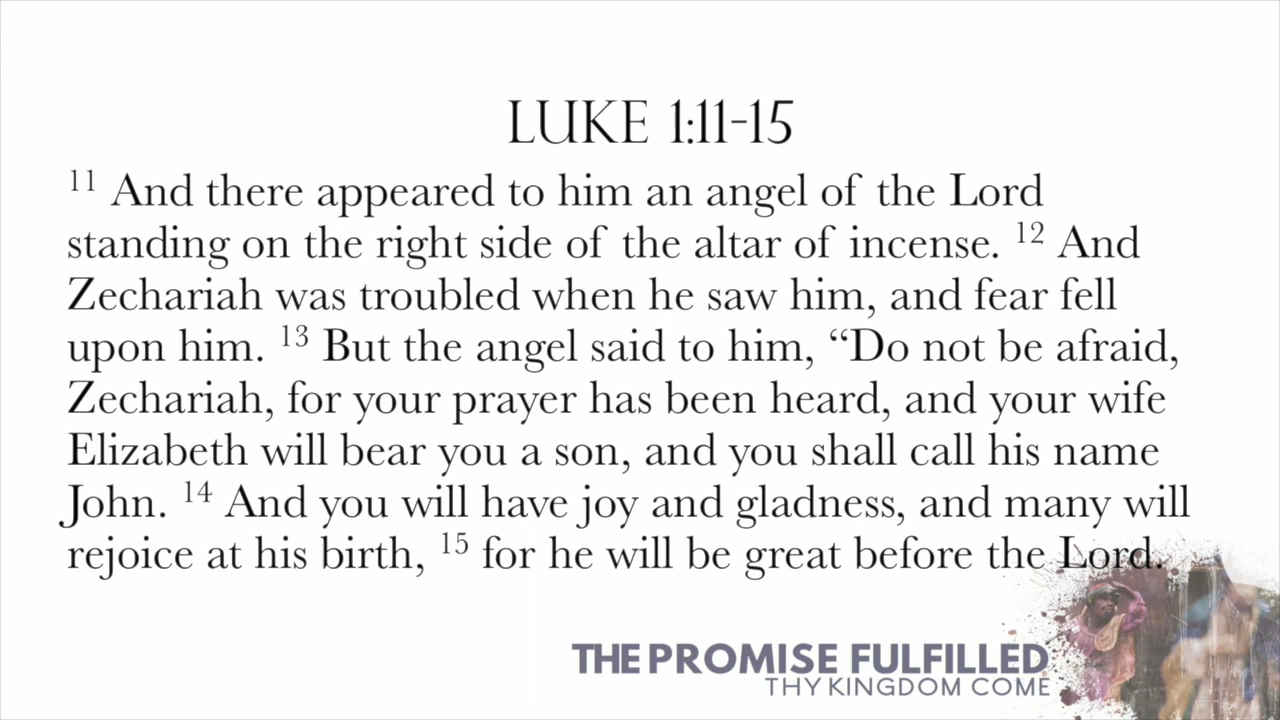 LUKE 1:11-15
11 And there appeared to him an angel of the Lord
standing on the right side of the altar of incense. 12 And
Zechariah was troubled when he saw him, and fear fell
upon him. 13 But the angel said to him, “Do not be afraid,
Zechariah, for your prayer has been heard, and your wife
Elizabeth will bear you a son, and you shall call his name
John. 14 And you will have joy and gladness, and many will
rejoice at his birth, 15 for he will be great before the Lord.
THE PROMISE FULFILLED
THY KINGDOM COME